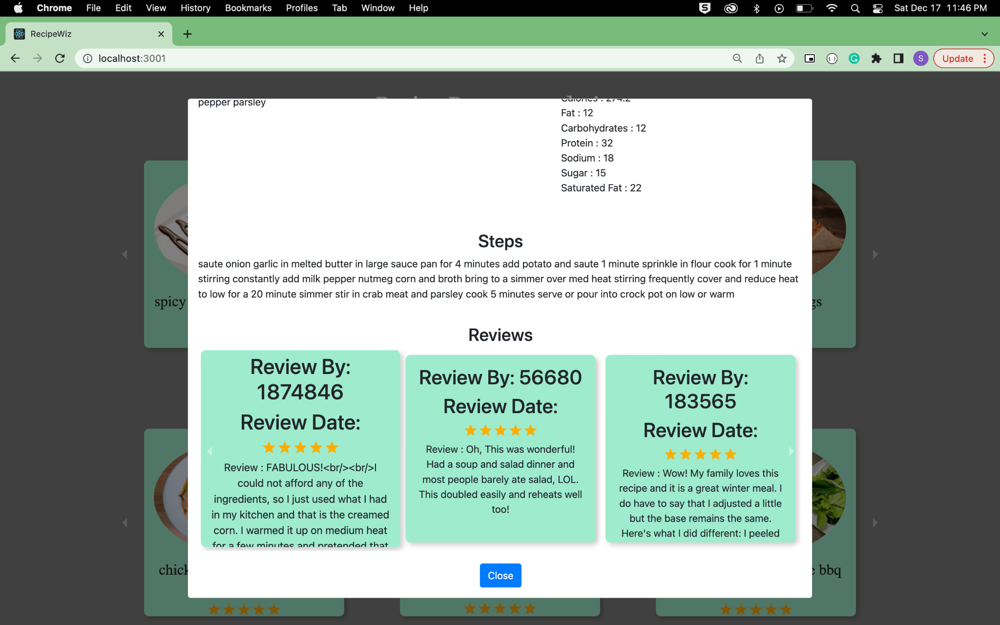 Chrome File Edit View History Bookmarks Profiles Tab Window Help
Sat Dec 17 11:46 PM
RecipeWiz
localhost:3001
S
Update
pepper parsley
Calories : 274.2
Fat : 12
Carbohydrates : 12
Protein : 32
Sodium : 18
Sugar : 15
Saturated Fat : 22
spicy
gs
Steps
saute onion garlic in melted butter in large sauce pan for 4 minutes add potato and saute 1 minute sprinkle in flour cook for 1 minute
stirring constantly add milk pepper nutmeg corn and broth bring to a simmer over med heat stirring frequently cover and reduce heat
to low for a 20 minute simmer stir in crab meat and parsley cook 5 minutes serve or pour into crock pot on low or warm
Reviews
Review By:
1874846
Review Date:
Review : FABULOUS!<br/><br/>I
could not afford any of the
ingredients, so I just used what I had
in my kitchen and that is the creamed
corn. I warmed it up on medium heat
for a few minutes and pretended that
Review By: 56680
Review Date:
Review : Oh, This was wonderful!
Had a soup and salad dinner and
most people barely ate salad, LOL.
This doubled easily and reheats well
too!
Review By:
183565
Review Date:
Review : Wow! My family loves this
recipe and it is a great winter meal. I
do have to say that I adjusted a little
but the base remains the same.
Here's what I did different: I peeled
chick
e bbq
Close